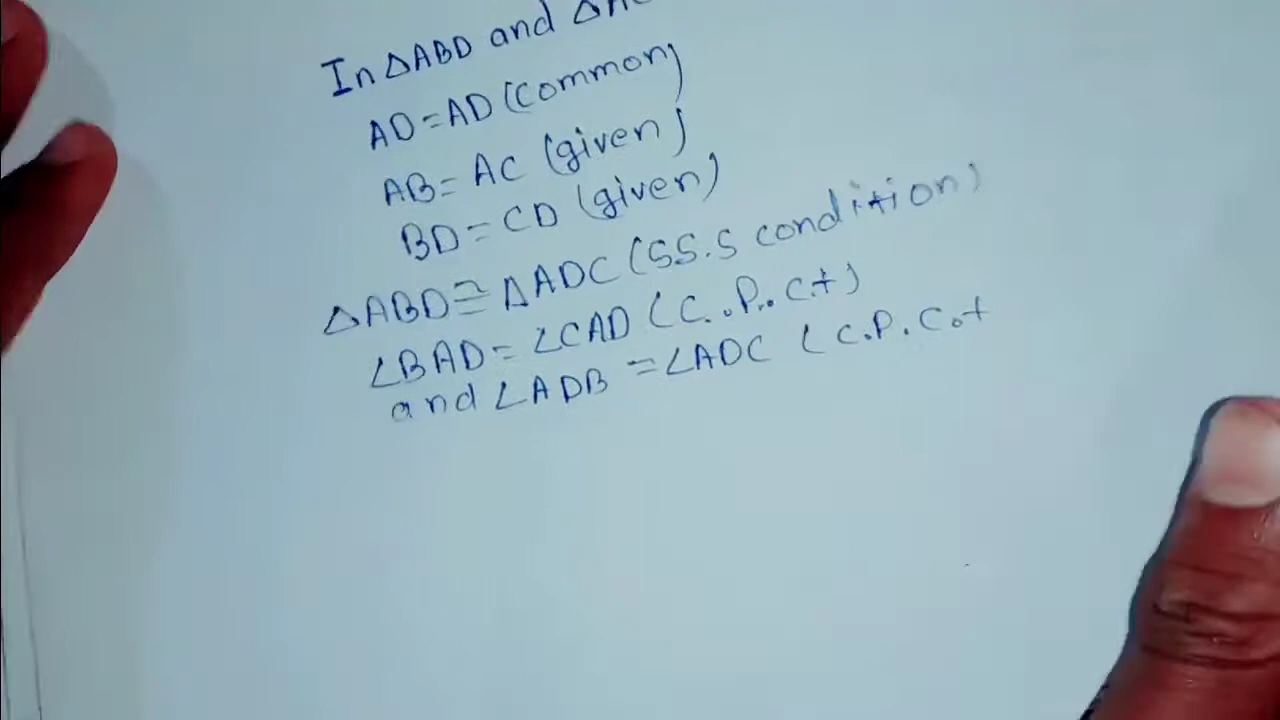 In △ABD and
AD=AD (common)
AB= AC (given)
BD=CD (given)
△ABD≅△ADC (SS.S condition)
∠BAD=∠CAD (C..P..C.t)
and ∠ADB =∠ADC (C.P.C.t